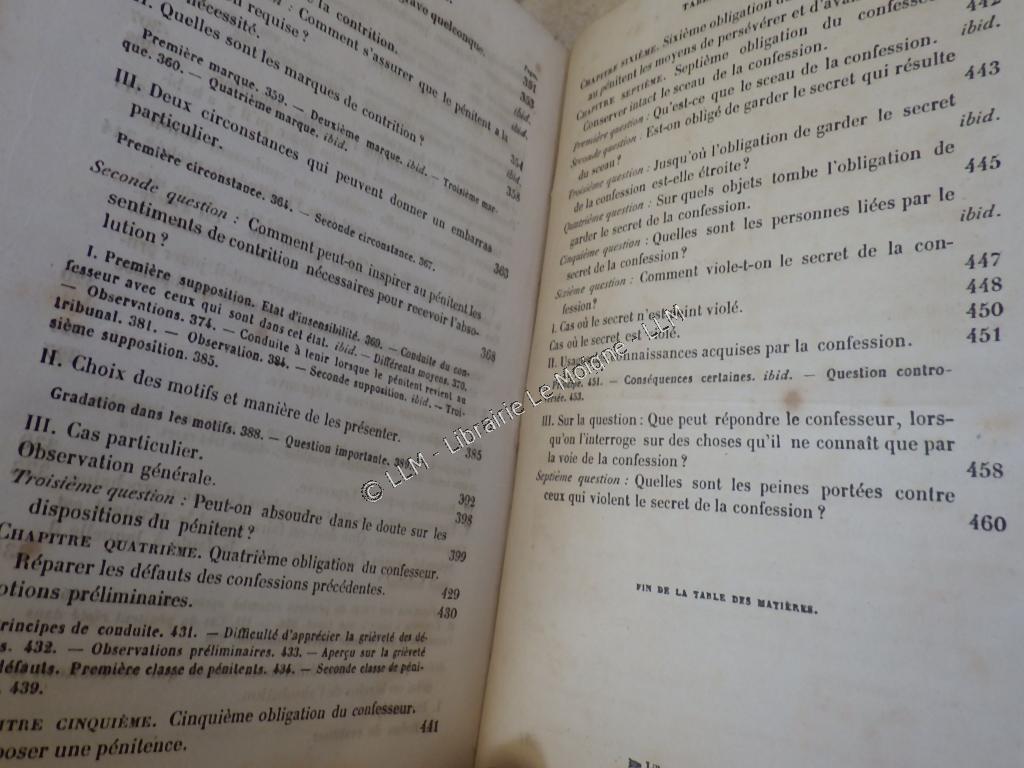 grave quelconque.
la contrition.
Pages.
nécessité. 351
requise ? 353
Comment s'assurer que le pénitent a la ibid.
II. Quelles sont les marques de contrition ? 354
Première marque. 359. — Deuxième marque. ibid. — Troisième mar-
que. 360. — Quatrième marque. ibid. 358
III. Deux circonstances qui peuvent donner un embarras
particulier.
Première circonstance. 364. — Seconde circonstance. 367. 363
Seconde question : Comment peut-on inspirer au pénitent les
sentiments de contrition nécessaires pour recevoir l'abso-
lution ? 368
I. Première supposition. Etat d'insensibilité. 369. — Conduite du con-
fesseur avec ceux qui sont dans cet état. ibid. — Différents moyens. 370.
— Observations. 374. — Conduite à tenir lorsque le pénitent revient au
tribunal. 381. — Observation. 384. — Seconde supposition. ibid. — Troi-
sième supposition. 385.
II. Choix des motifs et manière de les présenter. 385
Gradation dans les motifs. 388. — Question importante.
III. Cas particulier. 392
Observation générale. 398
Troisième question : Peut-on absoudre dans le doute sur les
dispositions du pénitent ? 399
CHAPITRE QUATRIÈME. Quatrième obligation du confesseur.
Réparer les défauts des confessions précédentes. 429
otions préliminaires. 430
rincipes de conduite. 431. — Difficulté d'apprécier la grièveté des dé-
s. 432. — Observations préliminaires. 433. — Aperçu sur la grièveté
défauts. Première classe de pénitents. 434. — Seconde classe de péni-
. 439.
ITRE CINQUIÈME. Cinquième obligation du confesseur.
poser une pénitence. 441
TABLE
CHAPITRE SIXIÈME. Sixième obligation du
au pénitent les moyens de persévérer et d'avan 442
CHAPITRE SEPTIÈME. Septième obligation du confesseur
Conserver intact le sceau de la confession. ibid.
Première question : Qu'est-ce que le sceau de la confession.
Seconde question : Est-on obligé de garder le secret qui résulte
du sceau ? 443
Troisième question : Jusqu'où l'obligation de garder le secret
de la confession est-elle étroite ? ibid.
Quatrième question : Sur quels objets tombe l'obligation de
garder le secret de la confession. 445
Cinquième question : Quelles sont les personnes liées par le
secret de la confession ? ibid.
Sixième question : Comment viole-t-on le secret de la con-
fession ? 447
I. Cas où le secret n'est point violé. 448
Cas où le secret est violé. 450
II. Usage connaissances acquises par la confession. 451
451. — Conséquences certaines. ibid. — Question contro-
453.
III. Sur la question : Que peut répondre le confesseur, lors-
qu'on l'interroge sur des choses qu'il ne connaît que par
la voie de la confession ? 458
Septième question : Quelles sont les peines portées contre
ceux qui violent le secret de la confession ? 460
FIN DE LA TABLE DES MATIÈRES.
© LLM - Librairie Le Moigne - LLM